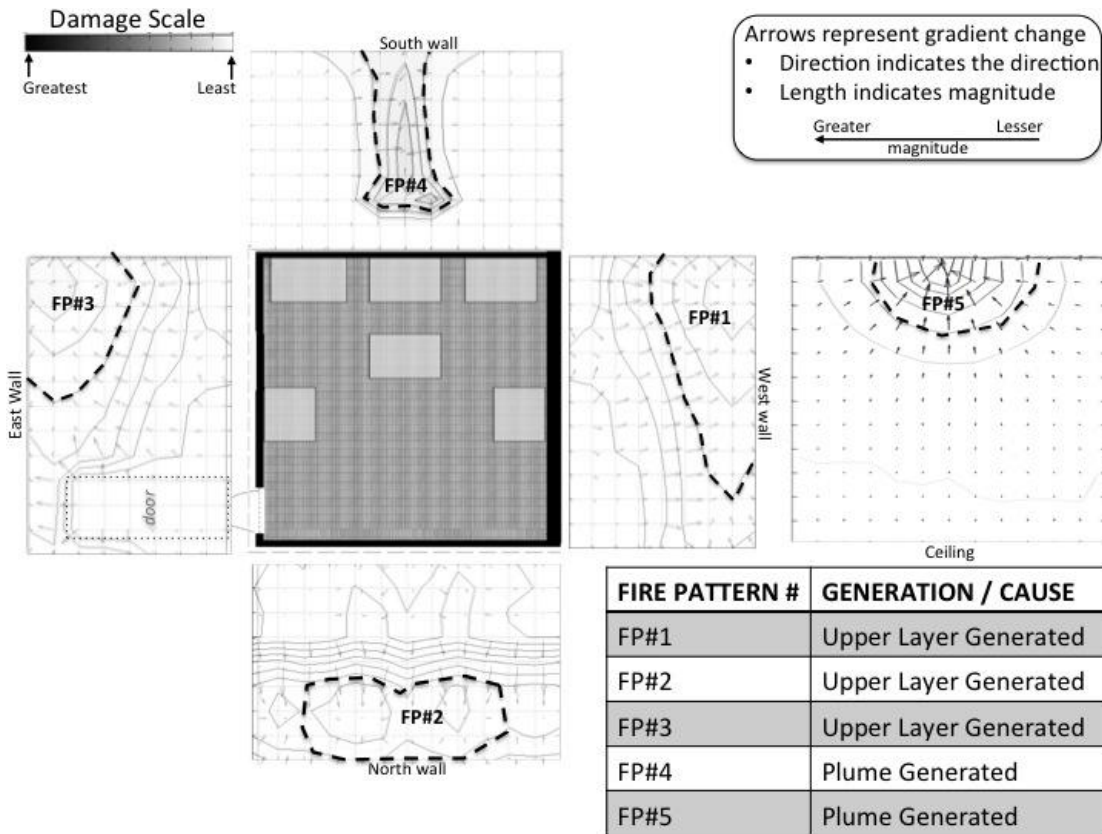 Damage Scale
Greatest
Least
South wall
Arrows represent gradient change
• Direction indicates the direction
• Length indicates magnitude
Greater
Lesser
magnitude
FP#4
FP#3
FP#1
FP#5
East Wall
West wall
door
Ceiling
FP#2
North wall
FIRE PATTERN # GENERATION / CAUSE
FP#1 Upper Layer Generated
FP#2 Upper Layer Generated
FP#3 Upper Layer Generated
FP#4 Plume Generated
FP#5 Plume Generated